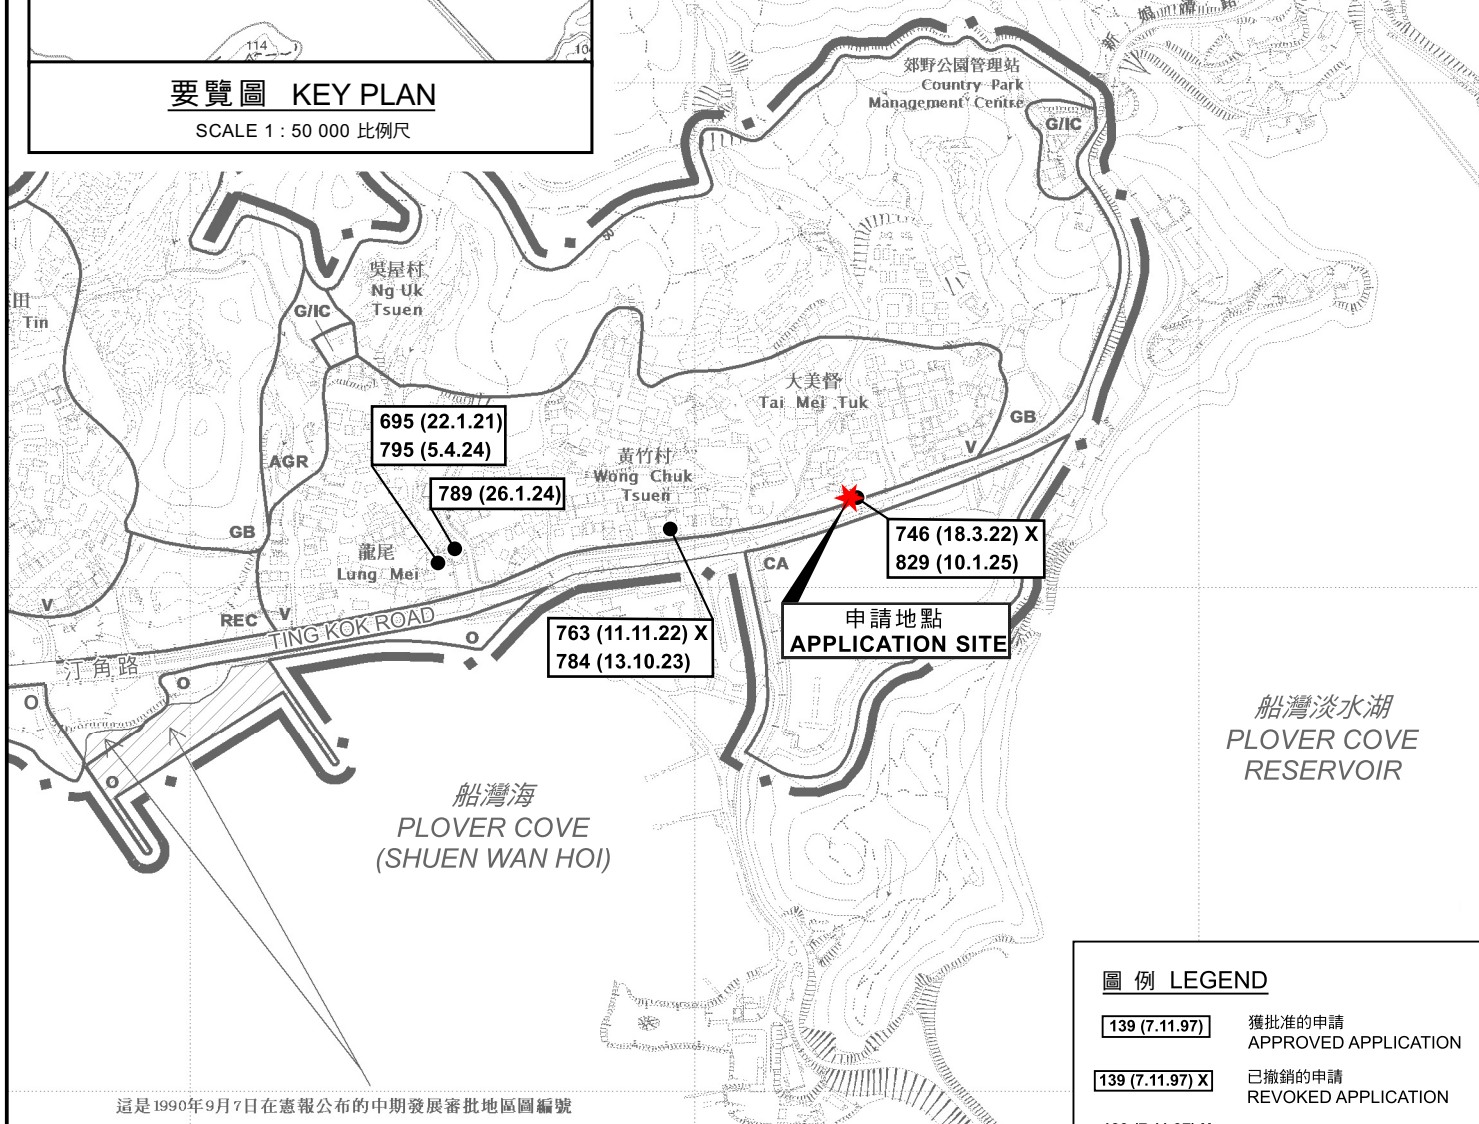 114
104
要覽圖 KEY PLAN
SCALE 1 : 50 000 比例尺
新 娘 潭 路
郊野公園管理站
Country Park
Management Centre
G/IC
50
吳屋村
Ng Uk
Tsuen
G/IC
田
Tin
大美督
Tai Mei Tuk
GB
V
695 (22.1.21)
795 (5.4.24)
AGR
黃竹村
Wong Chuk
Tsuen
789 (26.1.24)
GB
龍尾
Lung Mei
746 (18.3.22) X
829 (10.1.25)
CA
V
REC
V
TING KOK ROAD
汀角路
O
763 (11.11.22) X
784 (13.10.23)
申請地點
APPLICATION SITE
O
O
O
船灣淡水湖
PLOVER COVE
RESERVOIR
船灣海
PLOVER COVE
(SHUEN WAN HOI)
圖 例 LEGEND
139 (7.11.97)
獲批准的申請
APPROVED APPLICATION
139 (7.11.97) X
已撤銷的申請
REVOKED APPLICATION
這是1990年9月7日在憲報公布的中期發展審批地區圖編號